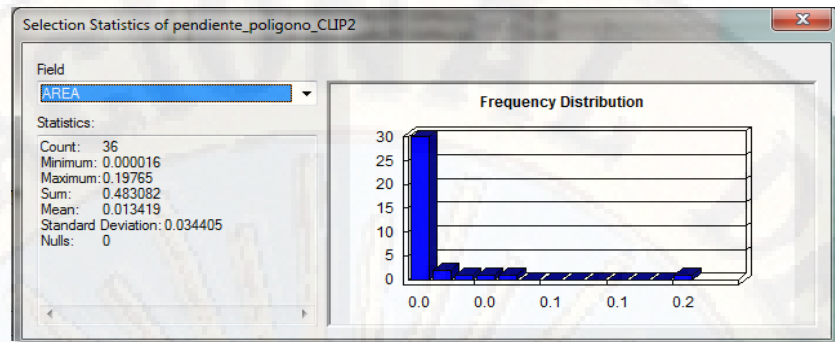 Selection Statistics of pendiente_poligono_CLIP2
Field
AREA
Statistics:
Count: 36
Minimum: 0.000016
Maximum: 0.19765
Sum: 0.483082
Mean: 0.013419
Standard Deviation: 0.034405
Nulls: 0
Frequency Distribution
30
25
20
15
10
5
0
0.0 0.0 0.1 0.1 0.2